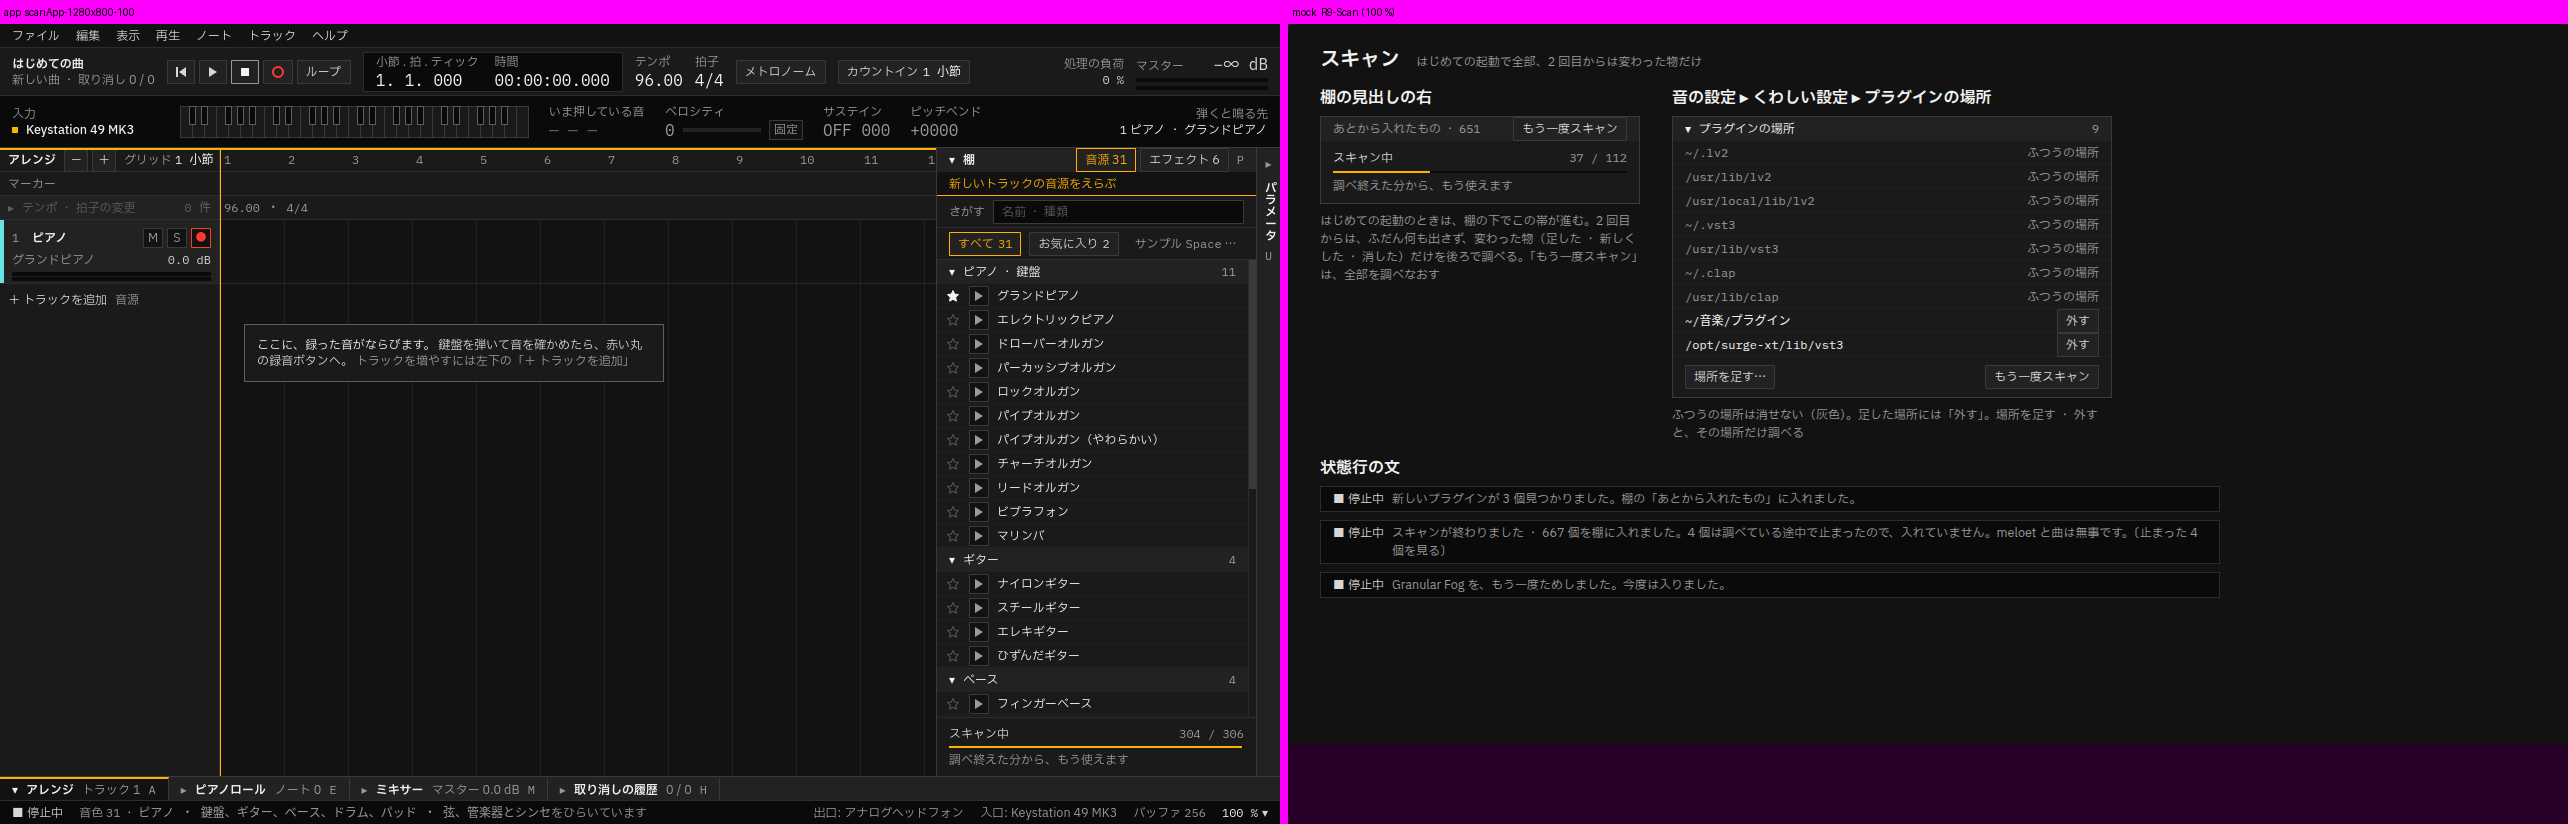 app scanApp-1280x800-100
ファイル 編集 表示 再生 ノート トラック ヘルプ
はじめての曲
新しい曲 ・ 取り消し 0 / 0
ループ
小節 . 拍 . ティック 時間
1. 1. 000 00:00:00.000
テンポ 拍子
96.00 4/4
メトロノーム
カウントイン 1 小節
処理の負荷
0 %
マスター −∞ dB
入力
Keystation 49 MK3
いま押している音
— — —
ベロシティ
0 固定
サステイン
OFF 000
ピッチベンド
+0000
弾くと鳴る先
1 ピアノ ・ グランドピアノ
アレンジ − + グリッド 1 小節
1 2 3 4 5 6 7 8 9 10 11 1
マーカー
▸ テンポ ・ 拍子の変更 0 件
96.00 ・ 4/4
1 ピアノ M S
グランドピアノ 0.0 dB
+ トラックを追加 音源
ここに、録った音がならびます。 鍵盤を弾いて音を確かめたら、赤い丸
の録音ボタンへ。 トラックを増やすには左下の「+ トラックを追加」
▾ 棚 音源 31 エフェクト 6 P
新しいトラックの音源をえらぶ
さがす 名前 ・ 種類
すべて 31 お気に入り 2 サンプル Space …
▾ ピアノ ・ 鍵盤 11
グランドピアノ
エレクトリックピアノ
ドローバーオルガン
パーカッシブオルガン
ロックオルガン
パイプオルガン
パイプオルガン（やわらかい）
チャーチオルガン
リードオルガン
ビブラフォン
マリンバ
▾ ギター 4
ナイロンギター
スチールギター
エレキギター
ひずんだギター
▾ ベース 4
フィンガーベース
スキャン中 304 / 306
調べ終えた分から、もう使えます
▸
パラメータ
U
▾ アレンジ トラック 1 A
▸ ピアノロール ノート 0 E
▸ ミキサー マスター 0.0 dB M
▸ 取り消しの履歴 0 / 0 H
■ 停止中 音色 31 ・ ピアノ ・ 鍵盤、ギター、ベース、ドラム、パッド ・ 弦、管楽器とシンセをひらいています
出口: アナログヘッドフォン 入口: Keystation 49 MK3 バッファ 256 100 % ▾
mock R9-Scan (100%)
スキャン はじめての起動で全部、2 回目からは変わった物だけ
棚の見出しの右
あとから入れたもの ・ 651 もう一度スキャン
スキャン中 37 / 112
調べ終えた分から、もう使えます
はじめての起動のときは、棚の下でこの帯が進む。2 回目
からは、ふだん何も出さず、変わった物（足した ・ 新しく
した ・ 消した）だけを後ろで調べる。「もう一度スキャン」
は、全部を調べなおす
音の設定 ▸ くわしい設定 ▸ プラグインの場所
▾ プラグインの場所 9
~/.lv2 ふつうの場所
/usr/lib/lv2 ふつうの場所
/usr/local/lib/lv2 ふつうの場所
~/.vst3 ふつうの場所
/usr/lib/vst3 ふつうの場所
~/.clap ふつうの場所
/usr/lib/clap ふつうの場所
~/音楽/プラグイン 外す
/opt/surge-xt/lib/vst3 外す
場所を足す… もう一度スキャン
ふつうの場所は消せない（灰色）。足した場所には「外す」。場所を足す ・ 外す
と、その場所だけ調べる
状態行の文
■ 停止中 新しいプラグインが 3 個見つかりました。棚の「あとから入れたもの」に入れました。
■ 停止中 スキャンが終わりました ・ 667 個を棚に入れました。4 個は調べている途中で止まったので、入れていません。meloet と曲は無事です。〔止まった 4
個を見る〕
■ 停止中 Granular Fog を、もう一度ためしました。今度は入りました。